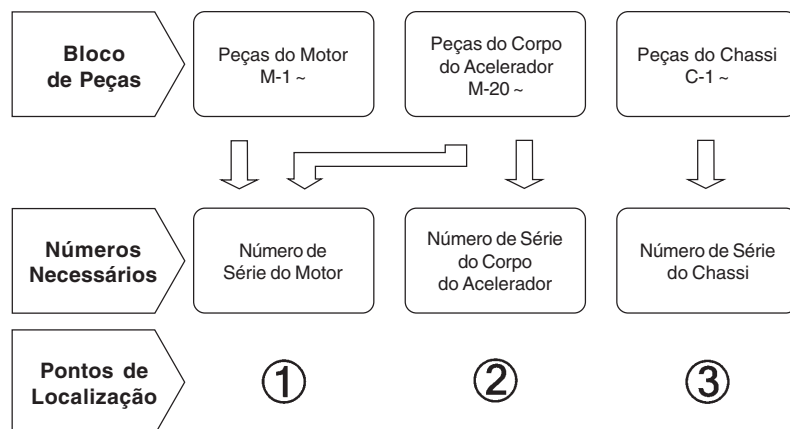 Bloco
de Peças
Peças do Motor
M-1 ~
Peças do Corpo
do Acelerador
M-20 ~
Peças do Chassi
C-1 ~
Números
Necessários
Número de
Série do Motor
Número de Série
do Corpo
do Acelerador
Número de Série
do Chassi
Pontos de
Localização
①
②
③